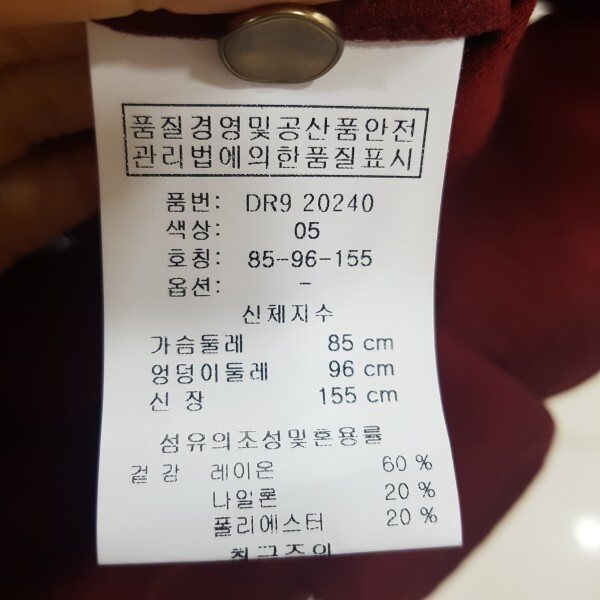 품질경영및공산품안전
관리법에의한품질표시
품번: DR9 20240
색상: 05
호칭: 85-96-155
옵션: -
신체지수
가슴둘레 85 cm
엉덩이둘레 96 cm
신 장 155 cm
섬유의조성및혼용률
겉 감 레이온 60 %
나일론 20 %
폴리에스터 20 %